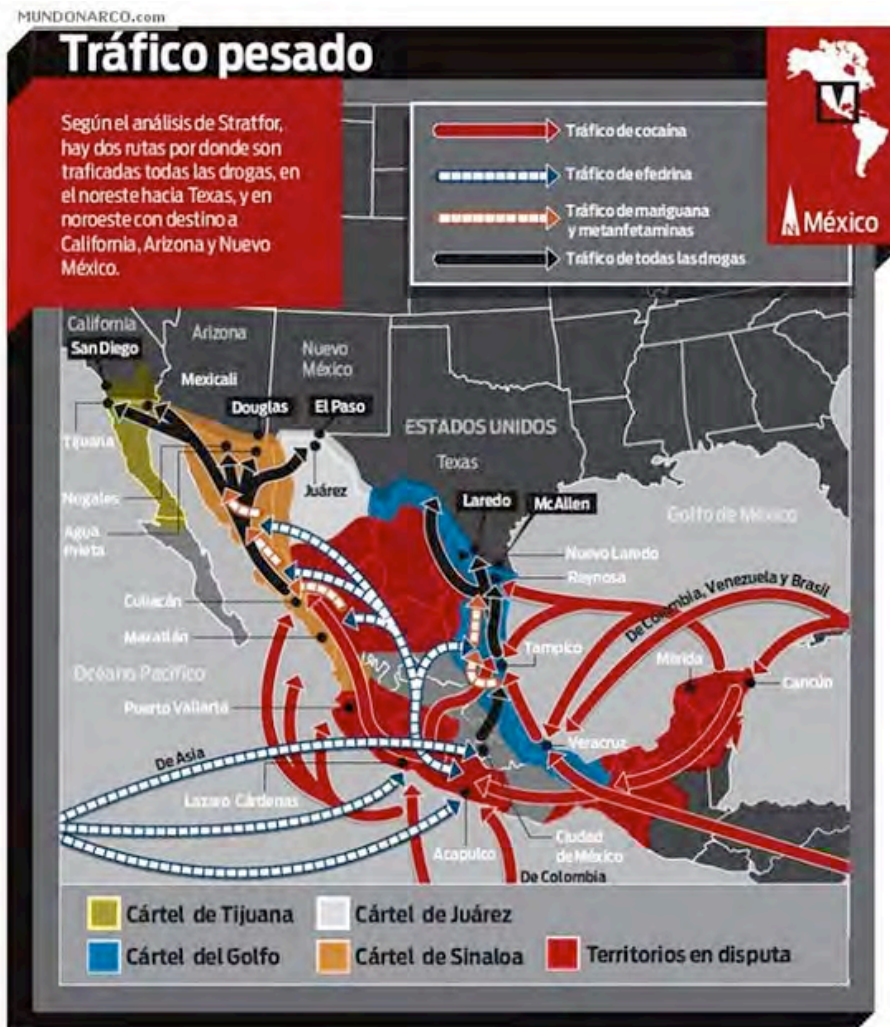 MUNDONARCO.com
Tráfico pesado
Según el análisis de Stratfor,
hay dos rutas por donde son
traficadas todas las drogas, en
el noreste hacia Texas, y en
noroeste con destino a
California, Arizona y Nuevo
México.
Tráfico de cocaína
Tráfico de efedrina
Tráfico de mariguana
y metanfetaminas
Tráfico de todas las drogas
N
México
California
San Diego
Arizona
Nuevo
México
Mexicali
Douglas
El Paso
ESTADOS UNIDOS
Texas
Tijuana
Juárez
Laredo
McAllen
Nogales
Golfo de México
Agua
Prieta
Nuevo Laredo
Reynosa
De Colombia, Venezuela y Brasil
Culiacán
Mazatlán
Tampico
Océano Pacífico
Mérida
Cancún
Puerto Vallarta
Veracruz
De Asia
Lazaro Cárdenas
Acapulco
Ciudad
de México
De Colombia
Cártel de Tijuana
Cártel de Juárez
Cártel del Golfo
Cártel de Sinaloa
Territorios en disputa